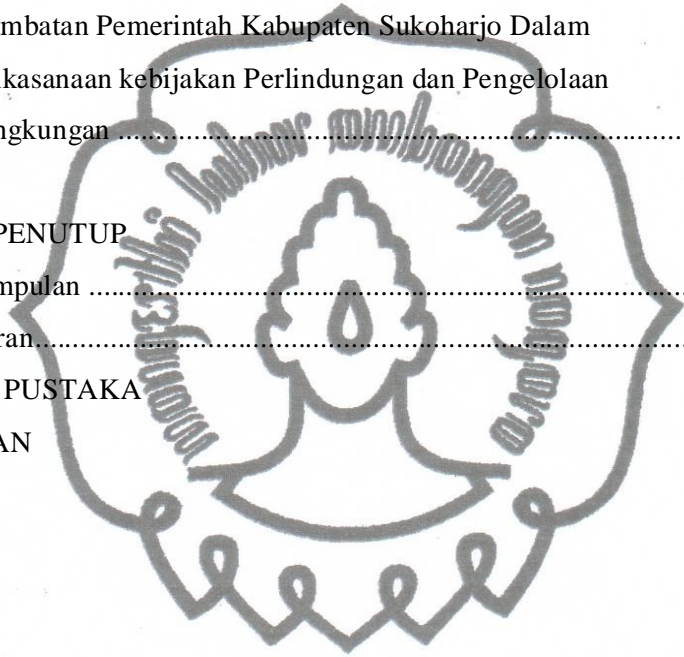 mbatan Pemerintah Kabupaten Sukoharjo Dalam
kasanaan kebijakan Perlindungan dan Pengelolaan
ngkungan ........................................................................
PENUTUP
mpulan ............................................................................
ran...................................................................................
PUSTAKA
AN